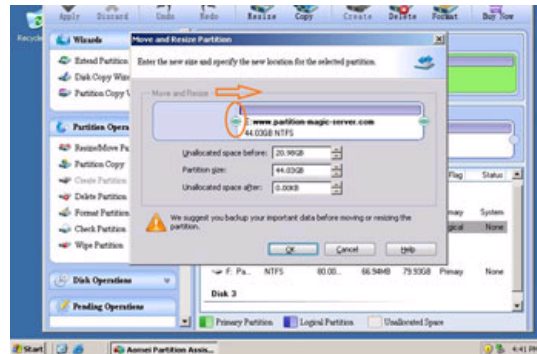 Apply Discard Undo Redo Resize Copy Create Delete Format Buy Now
Recycle
Wizards
Extend Partition
Disk Copy Wiz
Partition Copy
Partition Opera
Resize/Move Pa
Partition Copy
Create Partition
Delete Partition
Format Partition
Check Partition
Wipe Partition
Disk Operations
Pending Operations
Move and Resize Partition
Enter the new size and specify the new location for the selected partition.
Move and Resize
www.partition-magic-server.com
44.03GB NTFS
Unallocated space before: 20.98GB
Partition size: 44.03GB
Unallocated space after: 0.00KB
We suggest you backup your important data before moving or resizing the
partition.
OK Cancel Help
Flag Status
mary System
gical None
F: Pa... NTFS 80.00... 66.94MB 79.93GB Primary None
Disk 3
Primary Partition Logical Partition Unallocated Space
Start Aomei Partition Assis... 4:41 PM